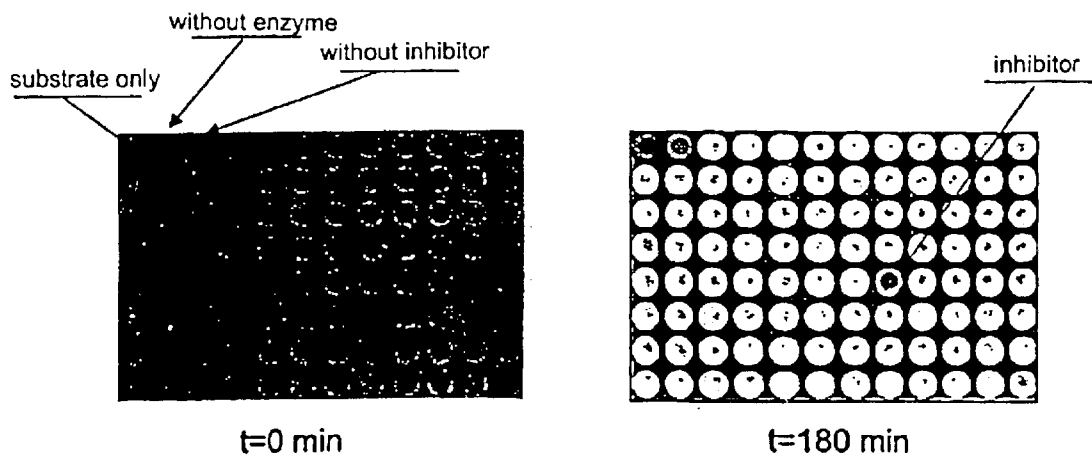 without enzyme
without inhibitor
substrate only
inhibitor
t=0 min
t=180 min